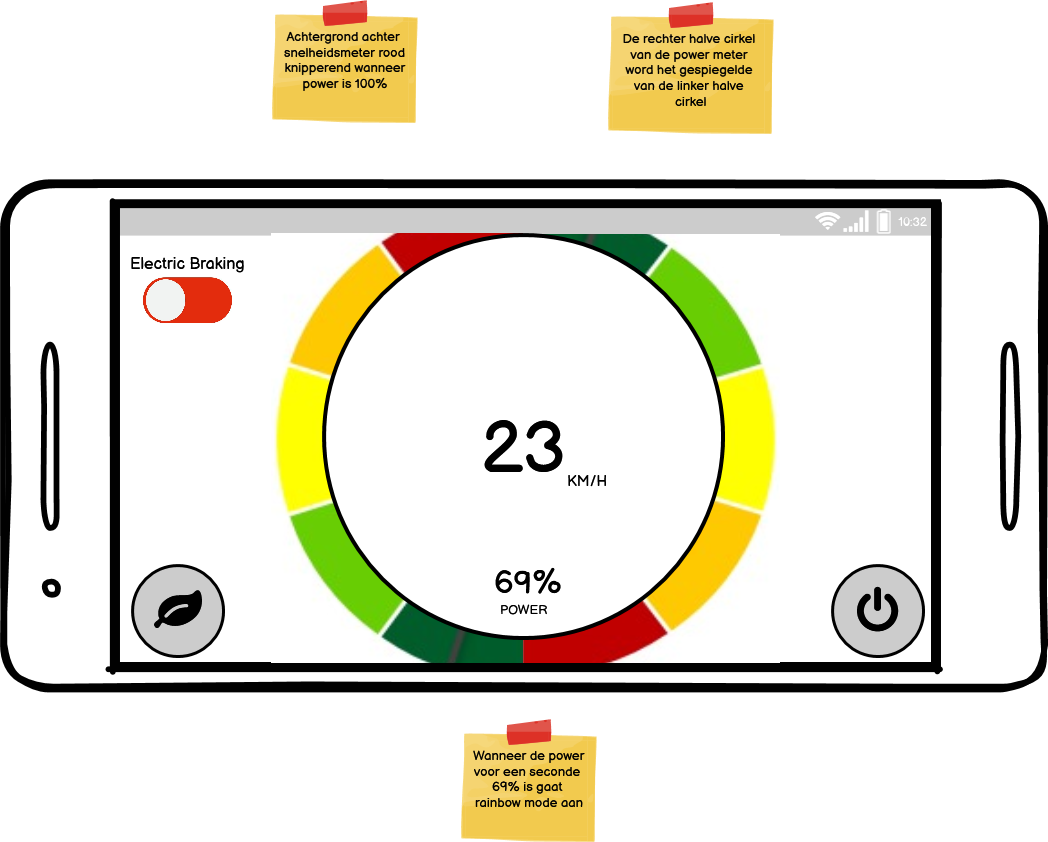 Achtergrond achter
snelheidsmeter rood
knipperend wanneer
power is 100%
De rechter halve cirkel
van de power meter
word het gespiegelde
van de linker halve
cirkel
10:32
Electric Braking
23
KM/H
69%
POWER
Wanneer de power
voor een seconde
69% is gaat
rainbow mode aan